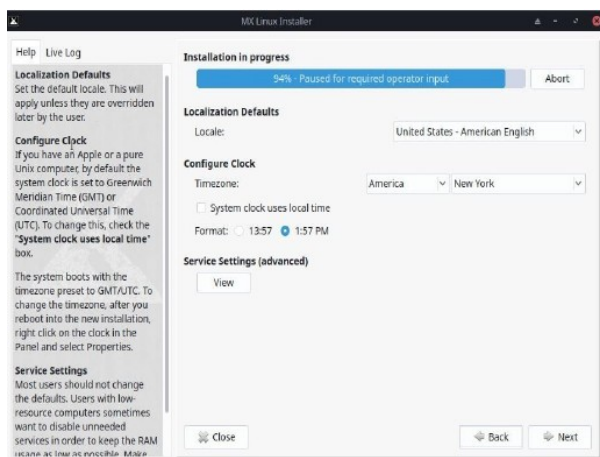 MX Linux Installer
Help Live Log
Localization Defaults
Set the default locale. This will
apply unless they are overridden
later by the user.
Configure Clock
If you have an Apple or a pure
Unix computer, by default the
system clock is set to Greenwich
Meridian Time (GMT) or
Coordinated Universal Time
(UTC). To change this, check the
"System clock uses local time"
box.
The system boots with the
timezone preset to GMT/UTC. To
change the timezone, after you
reboot into the new installation,
right click on the clock in the
Panel and select Properties.
Service Settings
Most users should not change
the defaults. Users with low-
resource computers sometimes
want to disable unneeded
services in order to keep the RAM
usage as low as possible. Make
Installation in progress
94% - Paused for required operator input
Abort
Localization Defaults
Locale: United States - American English
Configure Clock
Timezone: America New York
System clock uses local time
Format: 13:57 1:57 PM
Service Settings (advanced)
View
Close Back Next